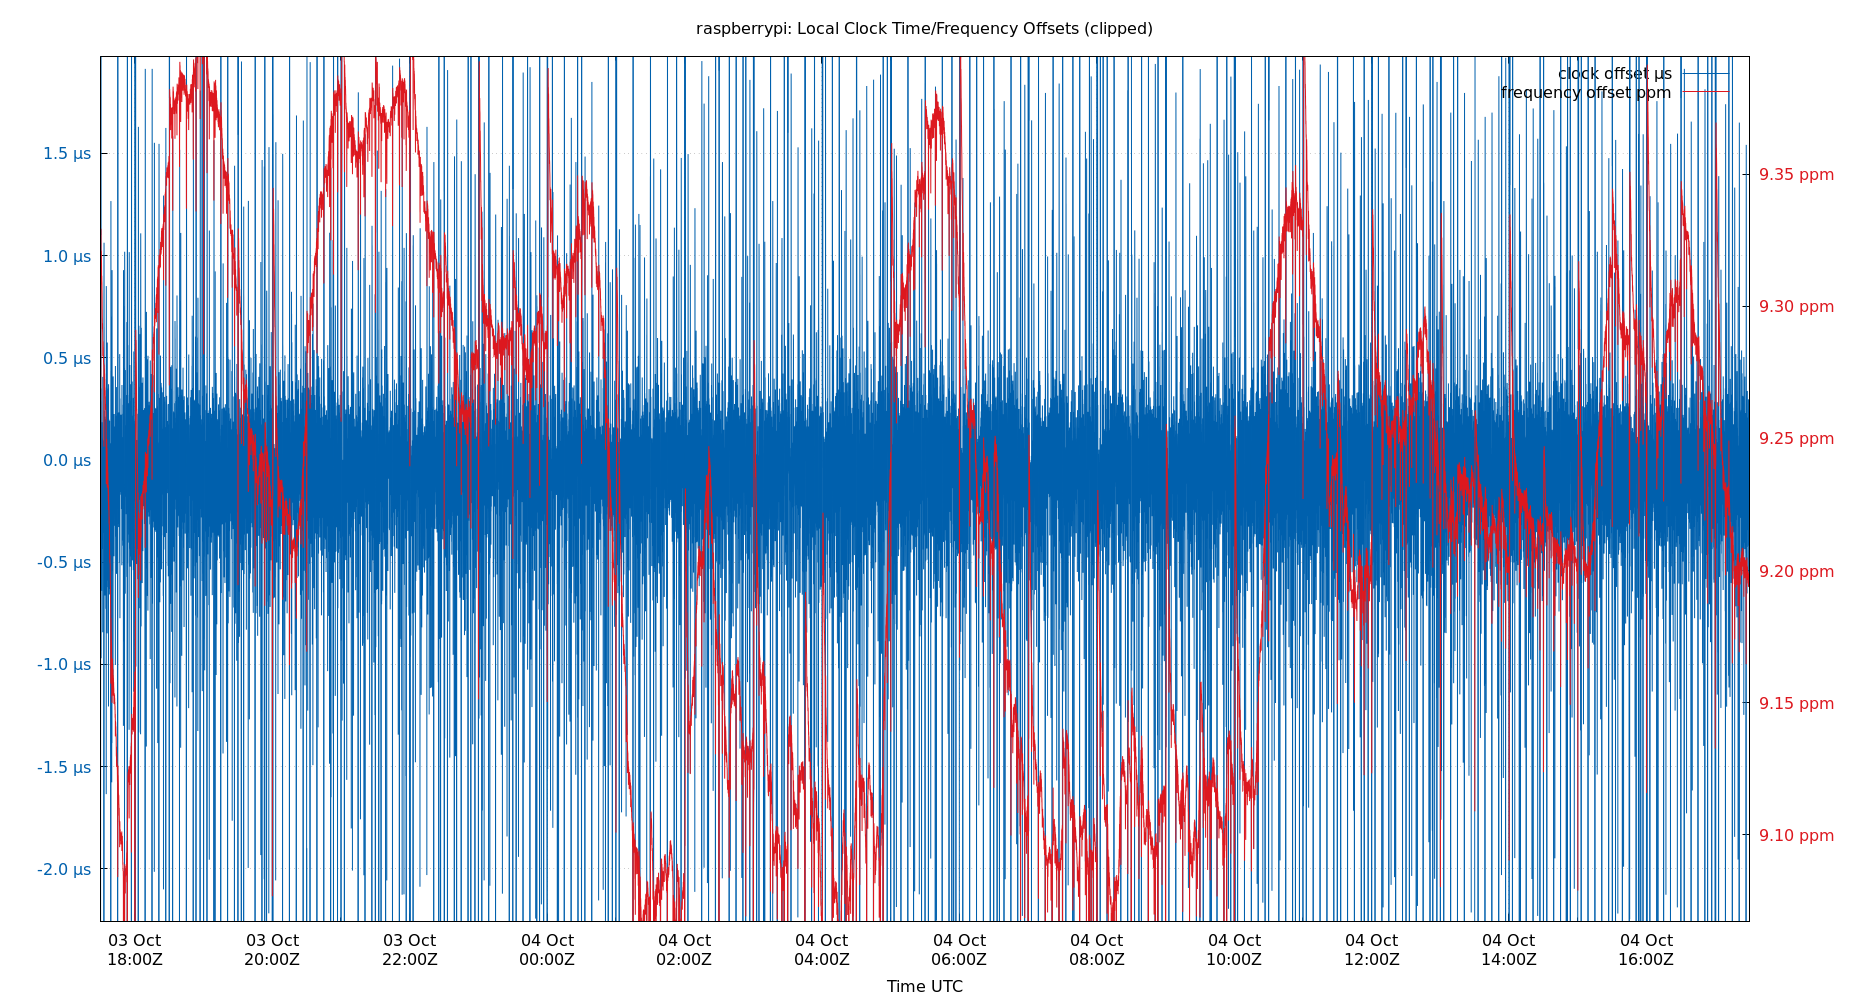 raspberrypi: Local Clock Time/Frequency Offsets (clipped)
clock offset µs
frequency offset ppm
1.5 µs
1.0 µs
0.5 µs
0.0 µs
-0.5 µs
-1.0 µs
-1.5 µs
-2.0 µs
9.35 ppm
9.30 ppm
9.25 ppm
9.20 ppm
9.15 ppm
9.10 ppm
03 Oct 03 Oct 03 Oct 04 Oct 04 Oct 04 Oct 04 Oct 04 Oct 04 Oct 04 Oct 04 Oct 04 Oct
18:00Z 20:00Z 22:00Z 00:00Z 02:00Z 04:00Z 06:00Z 08:00Z 10:00Z 12:00Z 14:00Z 16:00Z
Time UTC